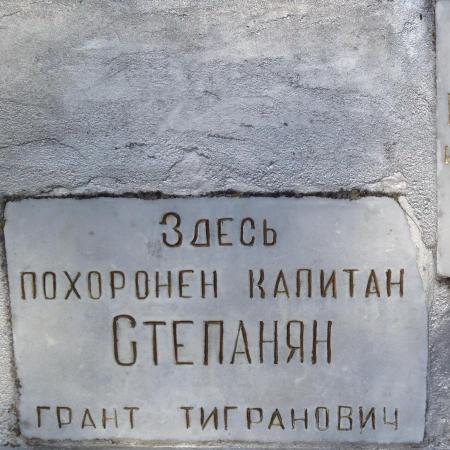 Здесь
похоронен капитан
Степанян
Грант Тигранович